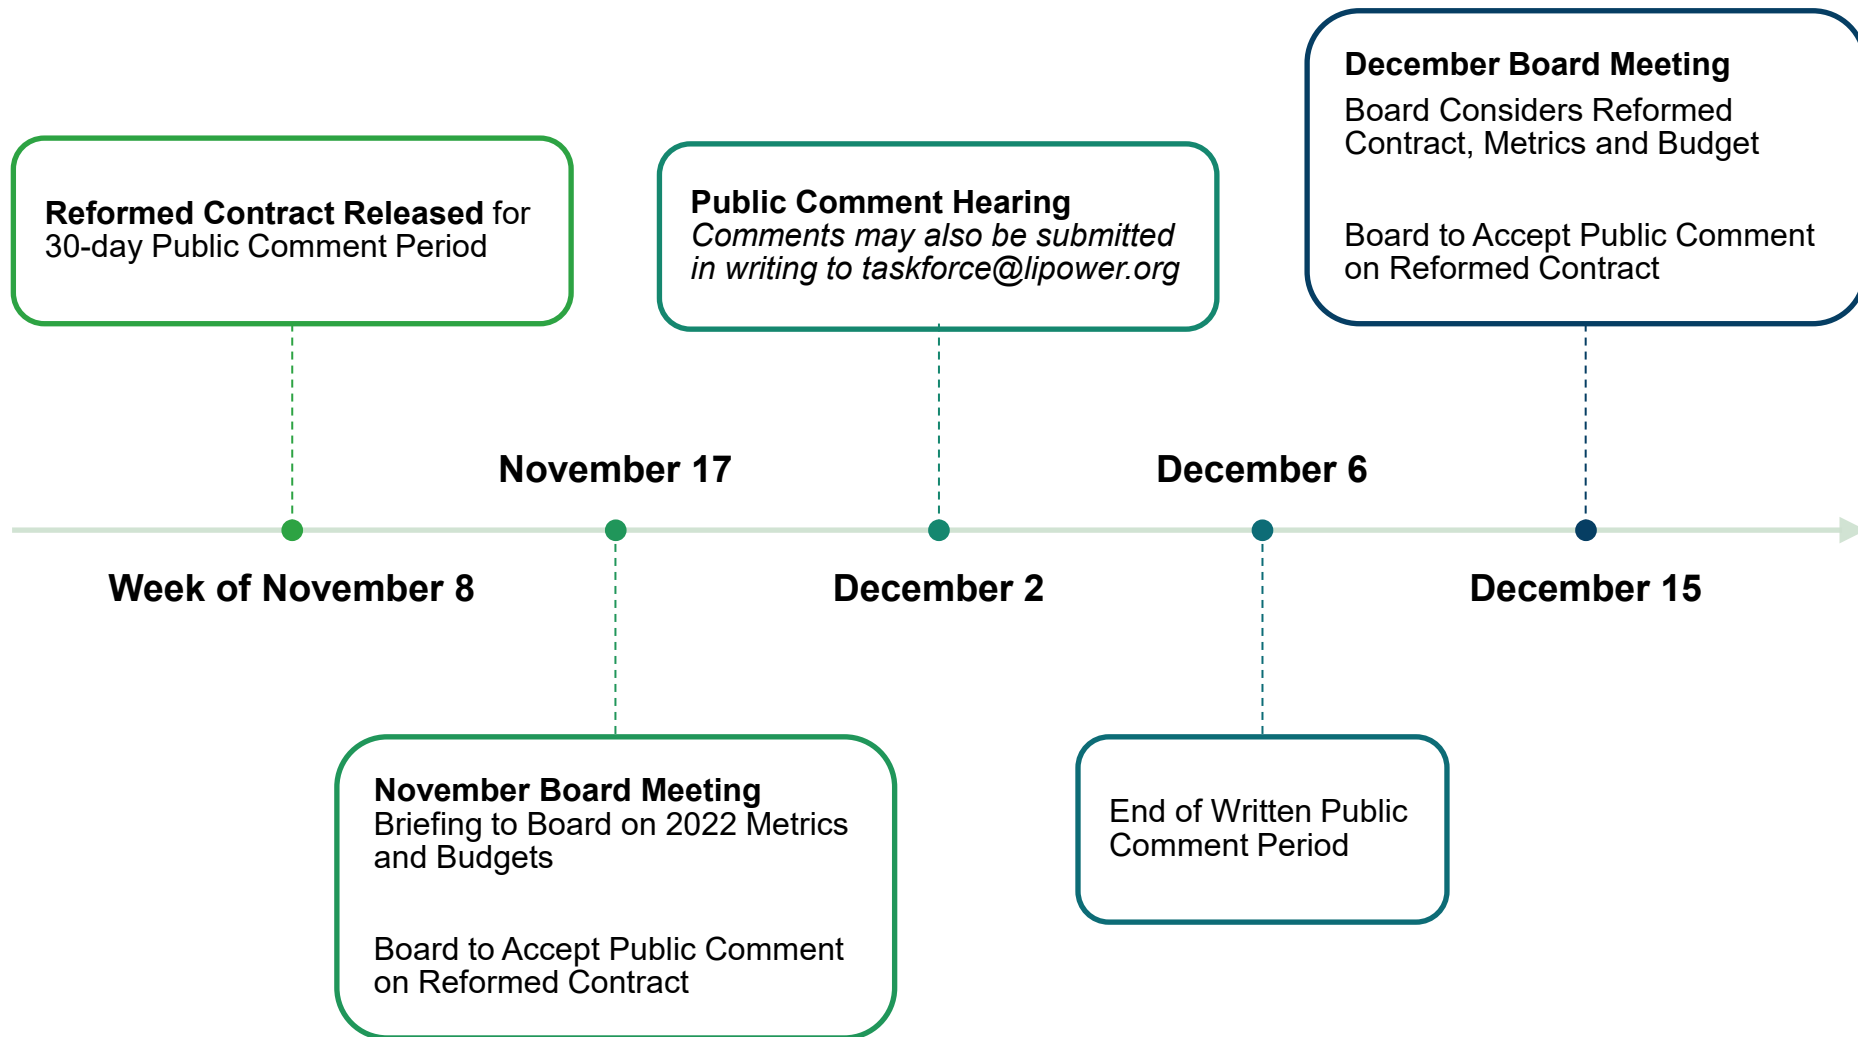 December Board Meeting
Board Considers Reformed
Contract, Metrics and Budget
Board to Accept Public Comment
on Reformed Contract
Reformed Contract Released for
30-day Public Comment Period
Public Comment Hearing
Comments may also be submitted
in writing to taskforce@lipower.org
November 17
December 6
Week of November 8
December 2
December 15
November Board Meeting
Briefing to Board on 2022 Metrics
and Budgets
Board to Accept Public Comment
on Reformed Contract
End of Written Public
Comment Period